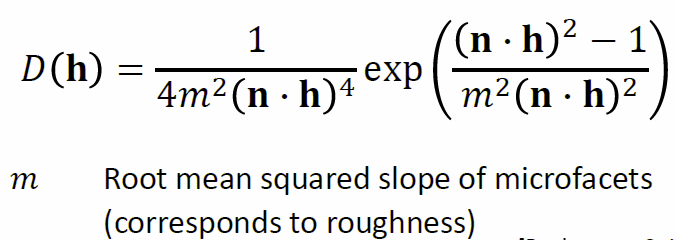 D(h) = 1 / (4m²(n · h)⁴) exp( ((n · h)² − 1) / (m²(n · h)²) )
m Root mean squared slope of microfacets
(corresponds to roughness)